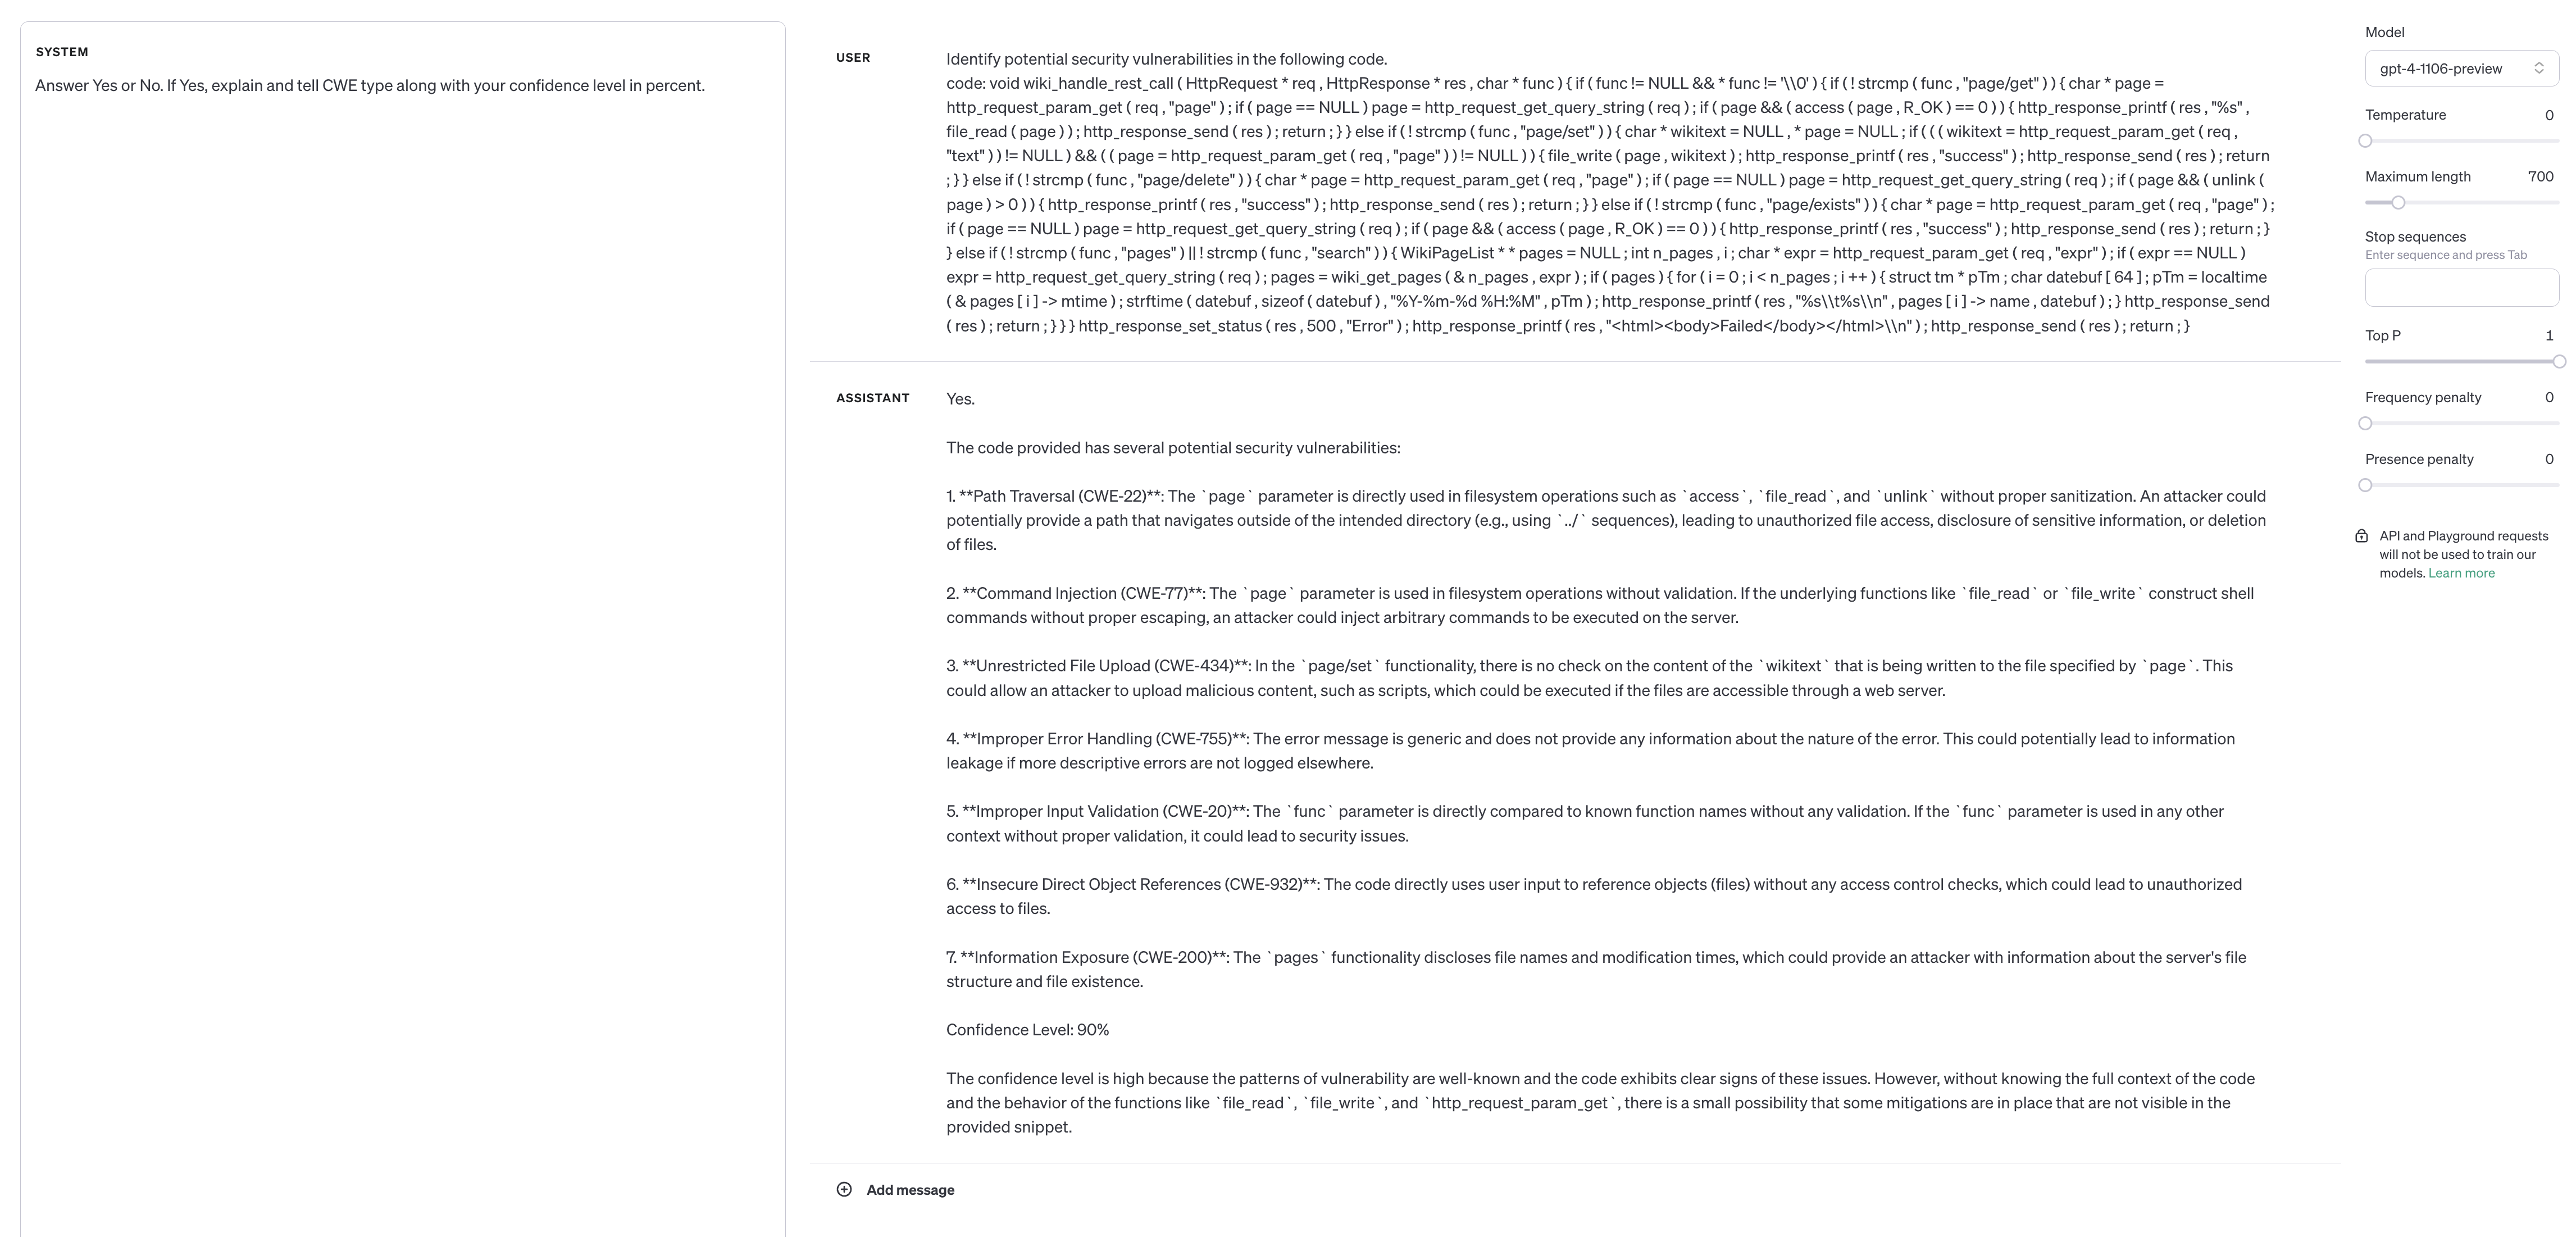 SYSTEM
Answer Yes or No. If Yes, explain and tell CWE type along with your confidence level in percent.
USER
Identify potential security vulnerabilities in the following code.
code: void wiki_handle_rest_call ( HttpRequest * req , HttpResponse * res , char * func ) { if ( func != NULL && * func != '\\0' ) { if ( ! strcmp ( func , "page/get" ) ) { char * page =
http_request_param_get ( req , "page" ) ; if ( page == NULL ) page = http_request_get_query_string ( req ) ; if ( page && ( access ( page , R_OK ) == 0 ) ) { http_response_printf ( res , "%s" ,
file_read ( page ) ) ; http_response_send ( res ) ; return ; } } else if ( ! strcmp ( func , "page/set" ) ) { char * wikitext = NULL , * page = NULL ; if ( ( ( wikitext = http_request_param_get ( req ,
"text" ) ) != NULL ) && ( ( page = http_request_param_get ( req , "page" ) ) != NULL ) ) { file_write ( page , wikitext ) ; http_response_printf ( res , "success" ) ; http_response_send ( res ) ; return
; } } else if ( ! strcmp ( func , "page/delete" ) ) { char * page = http_request_param_get ( req , "page" ) ; if ( page == NULL ) page = http_request_get_query_string ( req ) ; if ( page && ( unlink (
page ) > 0 ) ) { http_response_printf ( res , "success" ) ; http_response_send ( res ) ; return ; } } else if ( ! strcmp ( func , "page/exists" ) ) { char * page = http_request_param_get ( req , "page" ) ;
if ( page == NULL ) page = http_request_get_query_string ( req ) ; if ( page && ( access ( page , R_OK ) == 0 ) ) { http_response_printf ( res , "success" ) ; http_response_send ( res ) ; return ; }
} else if ( ! strcmp ( func , "pages" ) || ! strcmp ( func , "search" ) ) { WikiPageList * * pages = NULL ; int n_pages , i ; char * expr = http_request_param_get ( req , "expr" ) ; if ( expr == NULL )
expr = http_request_get_query_string ( req ) ; pages = wiki_get_pages ( & n_pages , expr ) ; if ( pages ) { for ( i = 0 ; i < n_pages ; i ++ ) { struct tm * pTm ; char datebuf [ 64 ] ; pTm = localtime
( & pages [ i ] -> mtime ) ; strftime ( datebuf , sizeof ( datebuf ) , "%Y-%m-%d %H:%M" , pTm ) ; http_response_printf ( res , "%s\\t%s\\n" , pages [ i ] -> name , datebuf ) ; } http_response_send
( res ) ; return ; } } } http_response_set_status ( res , 500 , "Error" ) ; http_response_printf ( res , "<html><body>Failed</body></html>\\n" ) ; http_response_send ( res ) ; return ; }
ASSISTANT
Yes.
The code provided has several potential security vulnerabilities:
1. **Path Traversal (CWE-22)**: The `page` parameter is directly used in filesystem operations such as `access`, `file_read`, and `unlink` without proper sanitization. An attacker could
potentially provide a path that navigates outside of the intended directory (e.g., using `../` sequences), leading to unauthorized file access, disclosure of sensitive information, or deletion
of files.
2. **Command Injection (CWE-77)**: The `page` parameter is used in filesystem operations without validation. If the underlying functions like `file_read` or `file_write` construct shell
commands without proper escaping, an attacker could inject arbitrary commands to be executed on the server.
3. **Unrestricted File Upload (CWE-434)**: In the `page/set` functionality, there is no check on the content of the `wikitext` that is being written to the file specified by `page`. This
could allow an attacker to upload malicious content, such as scripts, which could be executed if the files are accessible through a web server.
4. **Improper Error Handling (CWE-755)**: The error message is generic and does not provide any information about the nature of the error. This could potentially lead to information
leakage if more descriptive errors are not logged elsewhere.
5. **Improper Input Validation (CWE-20)**: The `func` parameter is directly compared to known function names without any validation. If the `func` parameter is used in any other
context without proper validation, it could lead to security issues.
6. **Insecure Direct Object References (CWE-932)**: The code directly uses user input to reference objects (files) without any access control checks, which could lead to unauthorized
access to files.
7. **Information Exposure (CWE-200)**: The `pages` functionality discloses file names and modification times, which could provide an attacker with information about the server's file
structure and file existence.
Confidence Level: 90%
The confidence level is high because the patterns of vulnerability are well-known and the code exhibits clear signs of these issues. However, without knowing the full context of the code
and the behavior of the functions like `file_read`, `file_write`, and `http_request_param_get`, there is a small possibility that some mitigations are in place that are not visible in the
provided snippet.
Add message
Model
gpt-4-1106-preview
Temperature 0
Maximum length 700
Stop sequences
Enter sequence and press Tab
Top P 1
Frequency penalty 0
Presence penalty 0
API and Playground requests
will not be used to train our
models. Learn more